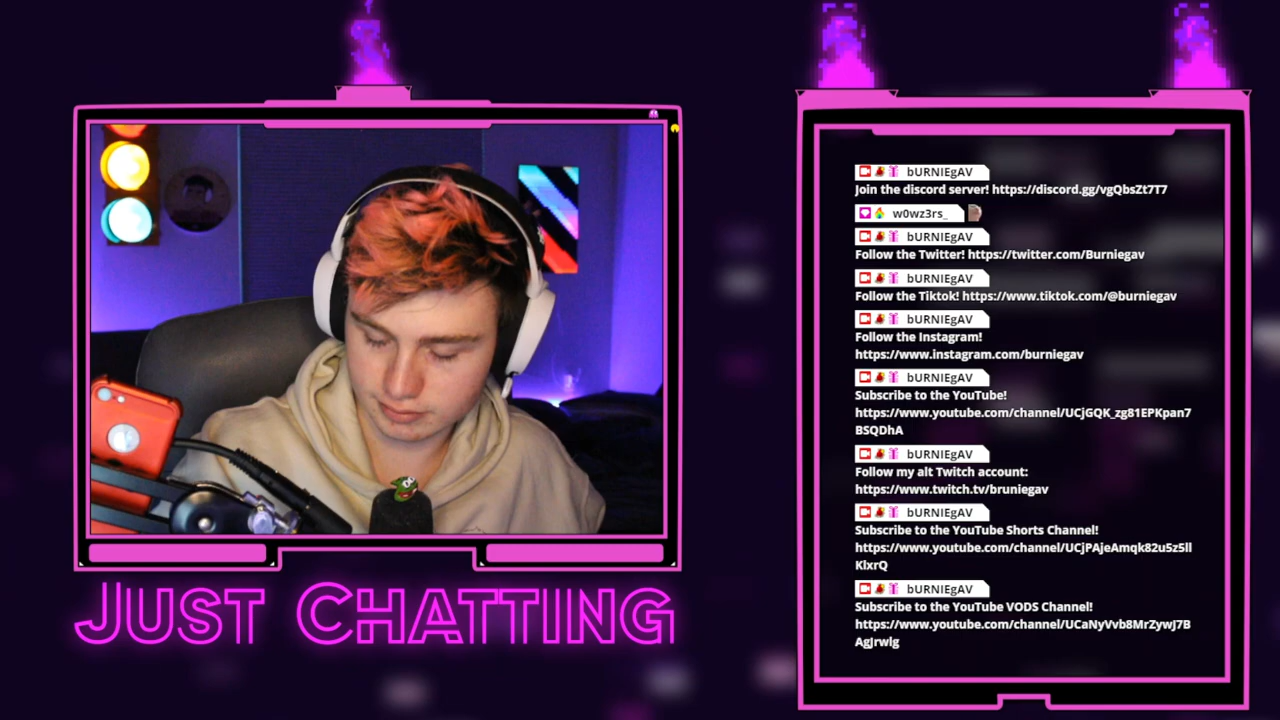 bURNIEgAV
Join the discord server! https://discord.gg/vgQbsZt7T7
w0wz3rs_
bURNIEgAV
Follow the Twitter! https://twitter.com/Burniegav
bURNIEgAV
Follow the Tiktok! https://www.tiktok.com/@burniegav
bURNIEgAV
Follow the Instagram!
https://www.instagram.com/burniegav
bURNIEgAV
Subscribe to the YouTube!
https://www.youtube.com/channel/UCjGQK_zg81EPKpan7
BSQDhA
bURNIEgAV
Follow my alt Twitch account:
https://www.twitch.tv/bruniegav
bURNIEgAV
Subscribe to the YouTube Shorts Channel!
https://www.youtube.com/channel/UCjPAjeAmqk82u5z5ll
KlxrQ
bURNIEgAV
Subscribe to the YouTube VODS Channel!
https://www.youtube.com/channel/UCaNyVvb8MrZywJ7B
AgJrwlg
JUST CHATTING